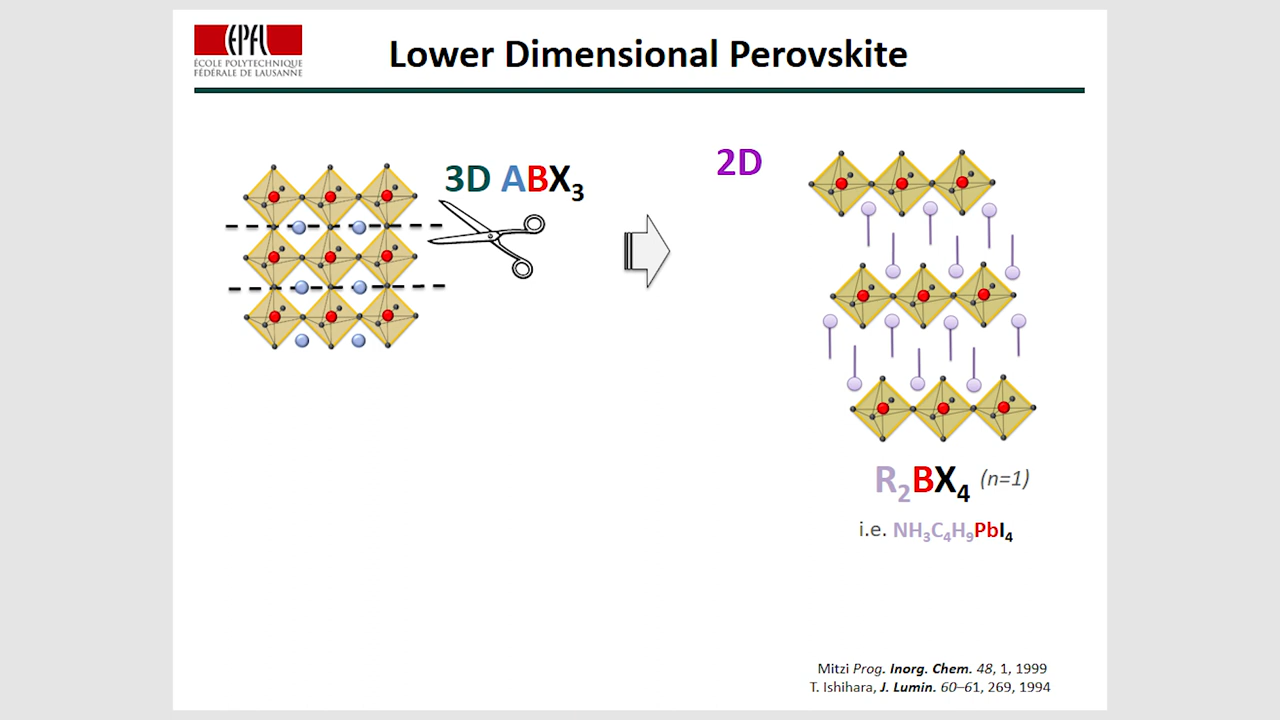 EPFL
ÉCOLE POLYTECHNIQUE
FÉDÉRALE DE LAUSANNE
Lower Dimensional Perovskite
3D ABX₃
2D
R₂BX₄ (n=1)
i.e. NH₃C₄H₉PbI₄
Mitzi Prog. Inorg. Chem. 48, 1, 1999
T. Ishihara, J. Lumin. 60–61, 269, 1994